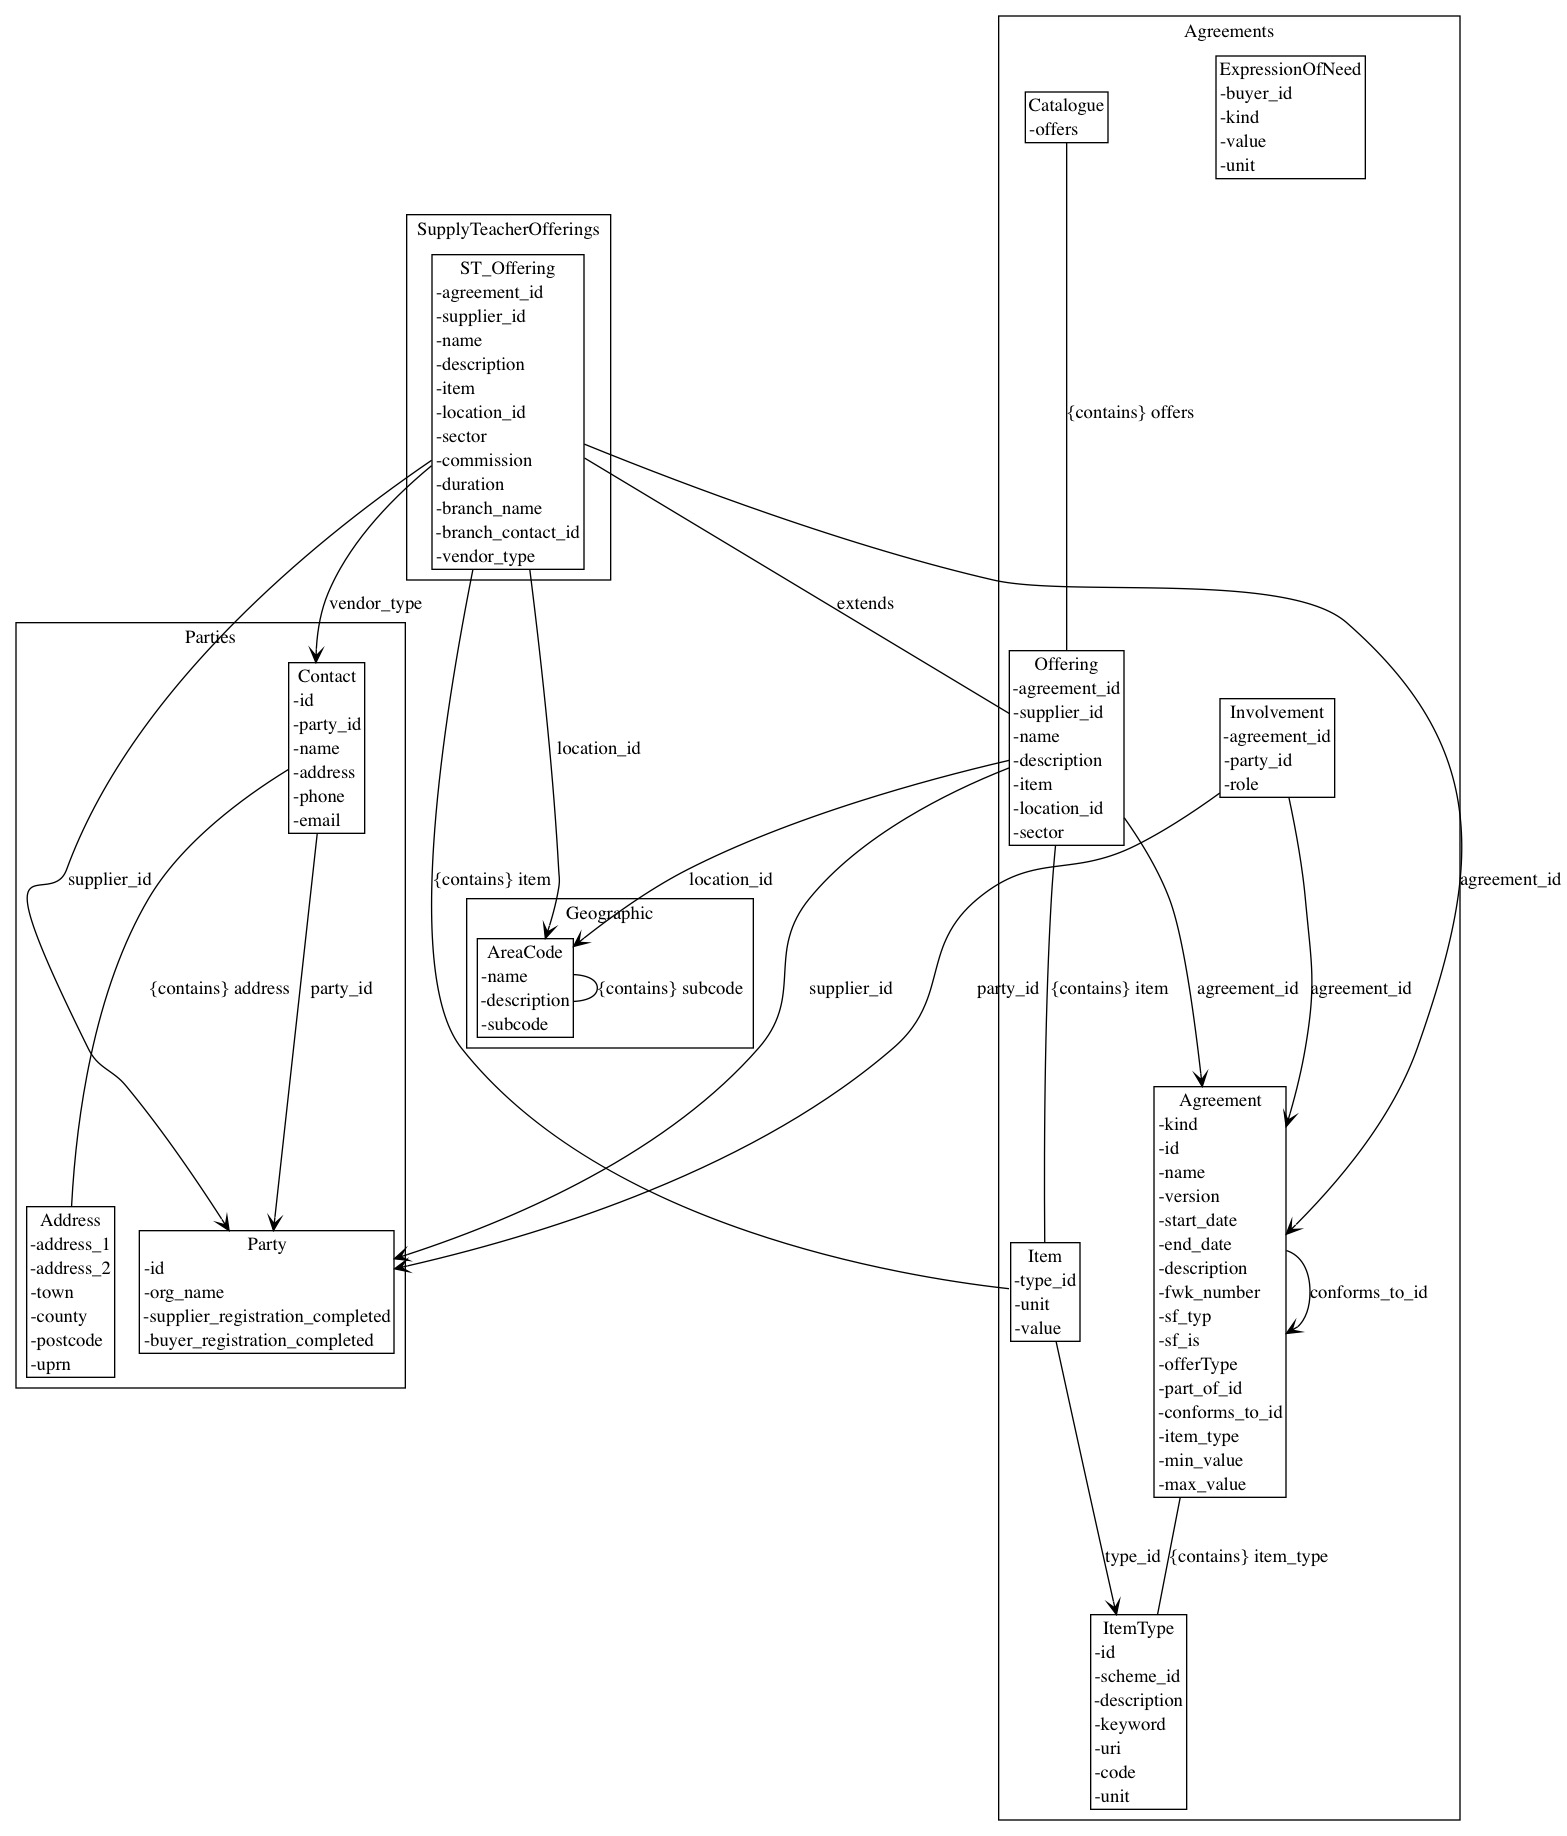 Agreements
ExpressionOfNeed
-buyer_id
-kind
-value
-unit
Catalogue
-offers
{contains} offers
SupplyTeacherOfferings
ST_Offering
-agreement_id
-supplier_id
-name
-description
-item
-location_id
-sector
-commission
-duration
-branch_name
-branch_contact_id
-vendor_type
vendor_type
extends
Parties
Contact
-id
-party_id
-name
-address
-phone
-email
Offering
-agreement_id
-supplier_id
-name
-description
-item
-location_id
-sector
Involvement
-agreement_id
-party_id
-role
location_id
supplier_id
{contains} item
location_id
agreement_id
Geographic
AreaCode
-name
-description
-subcode
{contains} subcode
{contains} address
party_id
supplier_id
party_id
{contains} item
agreement_id
agreement_id
Address
-address_1
-address_2
-town
-county
-postcode
-uprn
Party
-id
-org_name
-supplier_registration_completed
-buyer_registration_completed
Item
-type_id
-unit
-value
Agreement
-kind
-id
-name
-version
-start_date
-end_date
-description
-fwk_number
-sf_typ
-sf_is
-offerType
-part_of_id
-conforms_to_id
-item_type
-min_value
-max_value
conforms_to_id
type_id
{contains} item_type
ItemType
-id
-scheme_id
-description
-keyword
-uri
-code
-unit